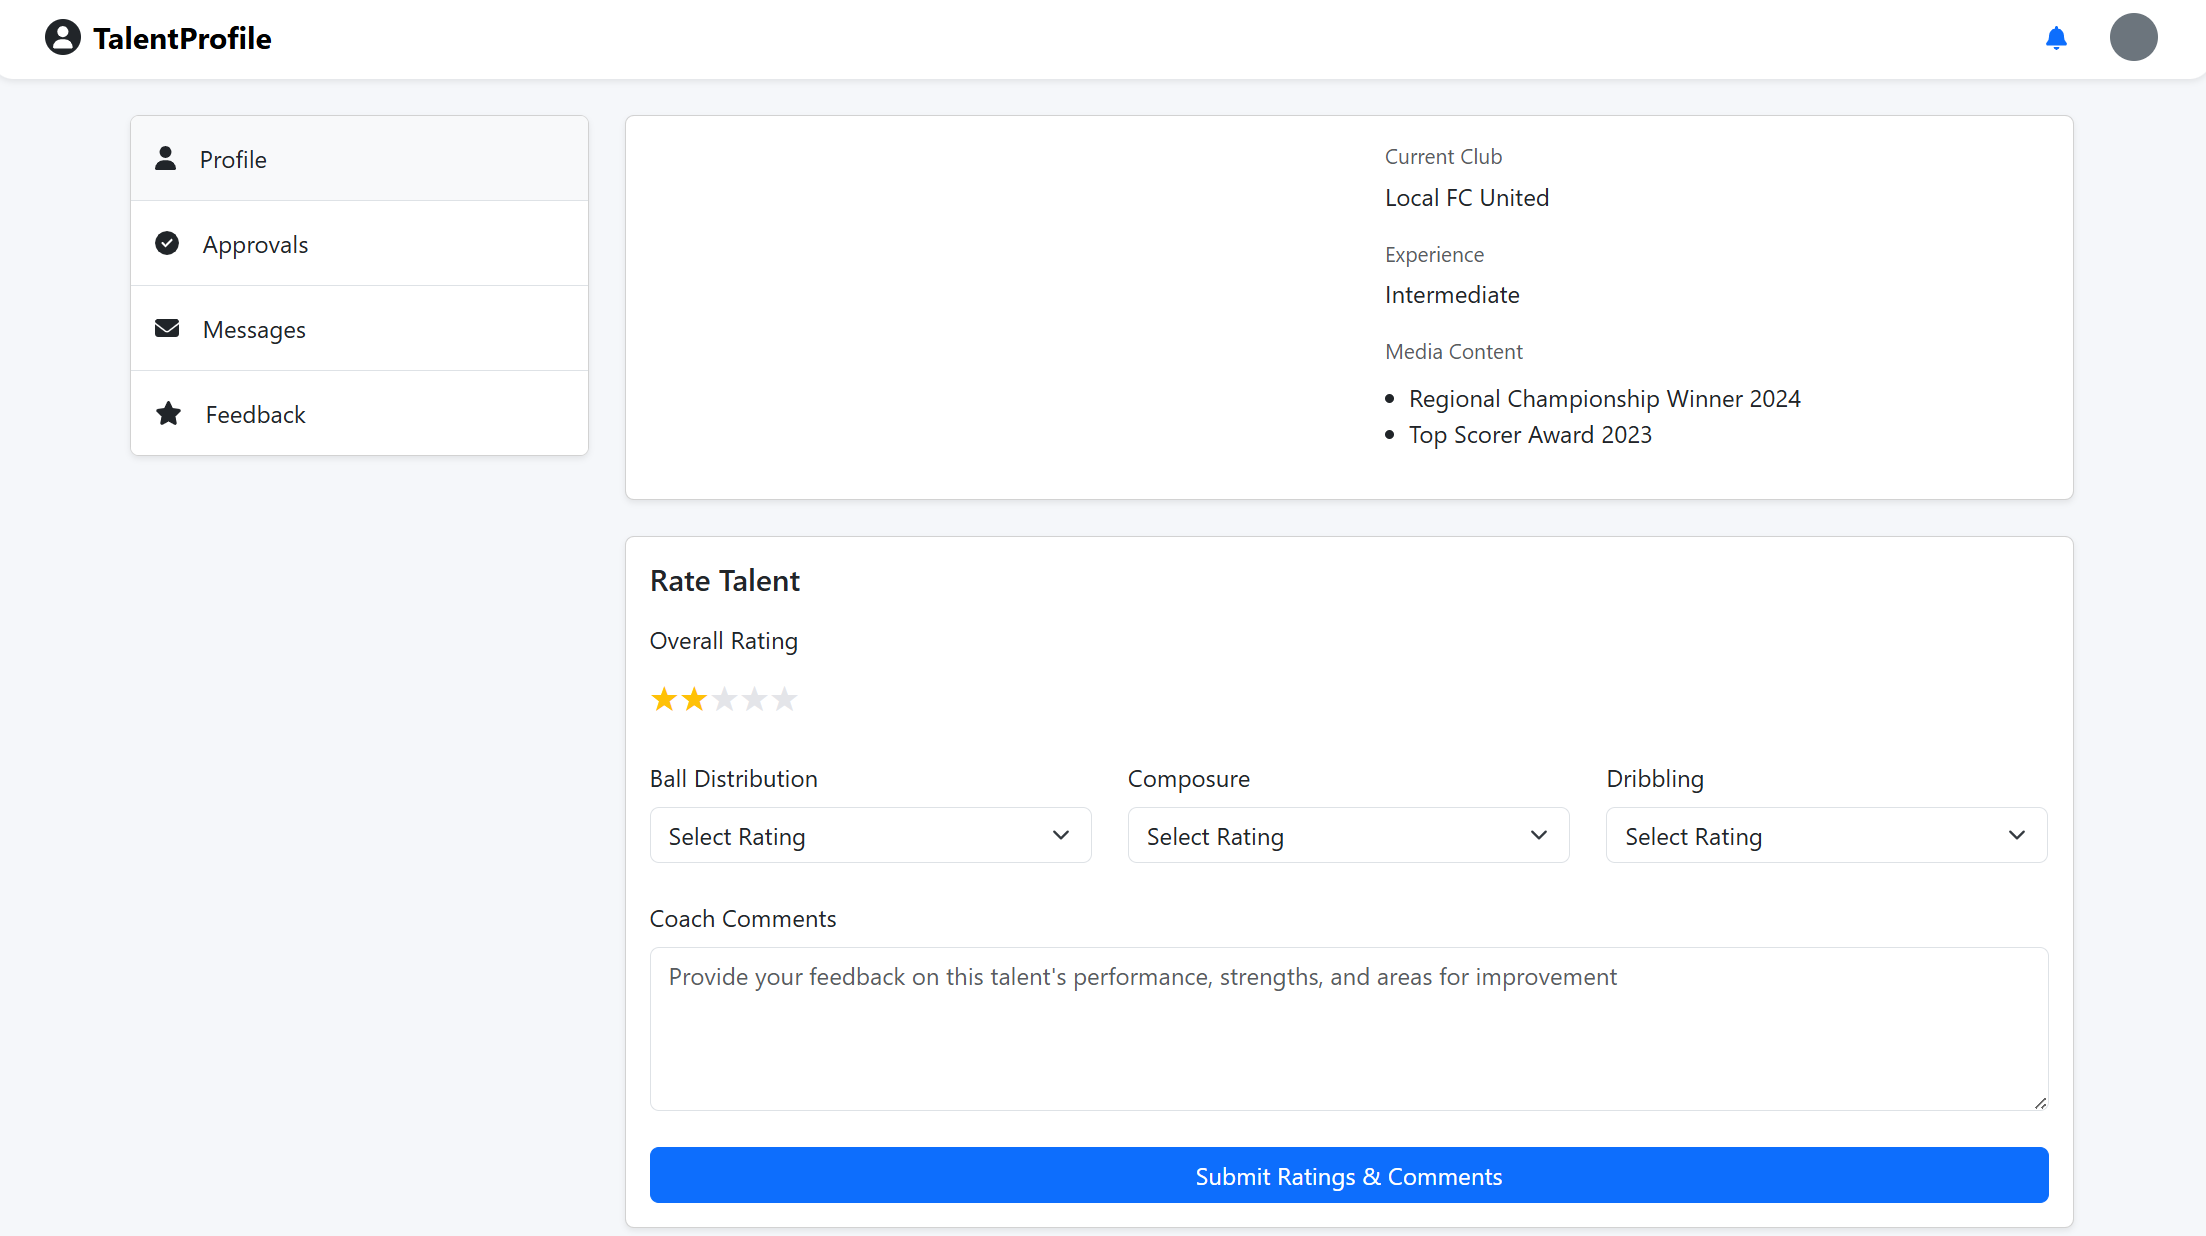 TalentProfile
Profile
Approvals
Messages
Feedback
Current Club
Local FC United
Experience
Intermediate
Media Content
Regional Championship Winner 2024
Top Scorer Award 2023
Rate Talent
Overall Rating
Ball Distribution
Composure
Dribbling
Select Rating
Select Rating
Select Rating
Coach Comments
Provide your feedback on this talent's performance, strengths, and areas for improvement
Submit Ratings & Comments